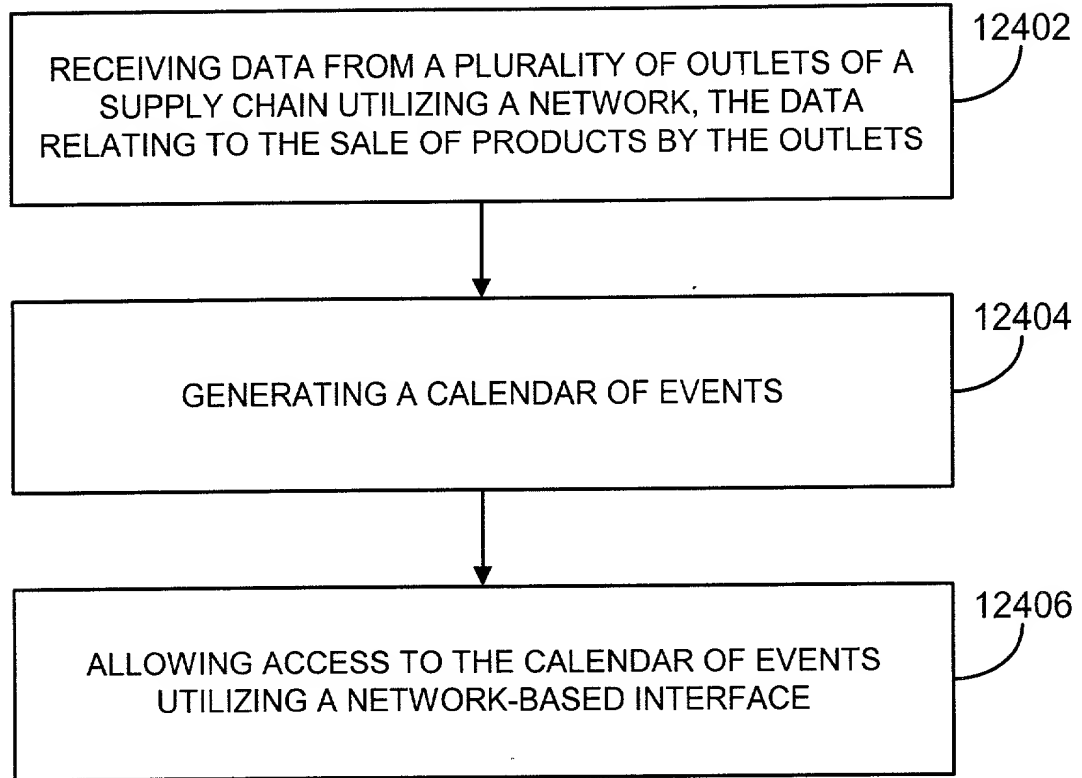 12402
RECEIVING DATA FROM A PLURALITY OF OUTLETS OF A
SUPPLY CHAIN UTILIZING A NETWORK, THE DATA
RELATING TO THE SALE OF PRODUCTS BY THE OUTLETS
12404
GENERATING A CALENDAR OF EVENTS
12406
ALLOWING ACCESS TO THE CALENDAR OF EVENTS
UTILIZING A NETWORK-BASED INTERFACE